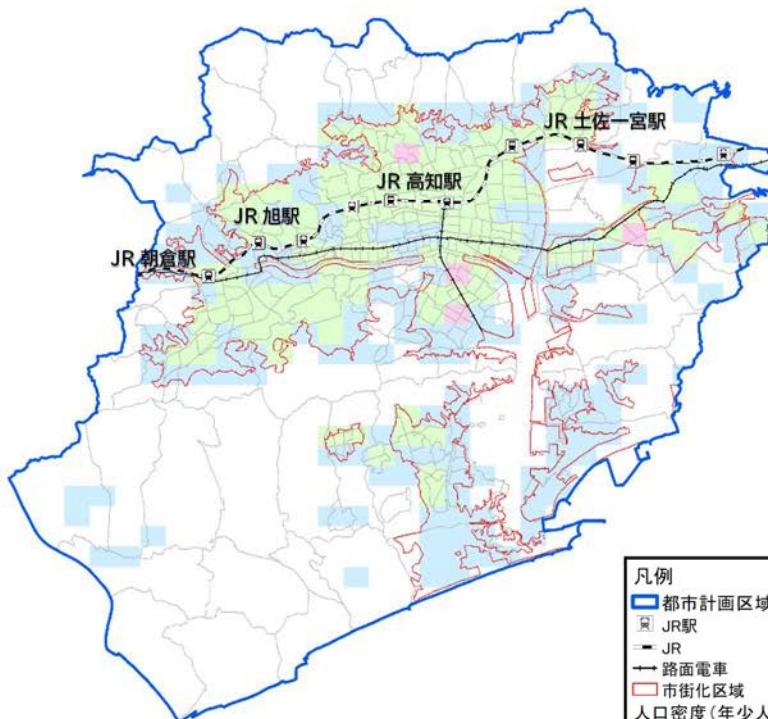 JR 土佐一宮駅
JR 高知駅
JR 旭駅
JR 朝倉駅
凡例
都市計画区域
JR駅
JR
路面電車
市街化区域
人口密度(年少人